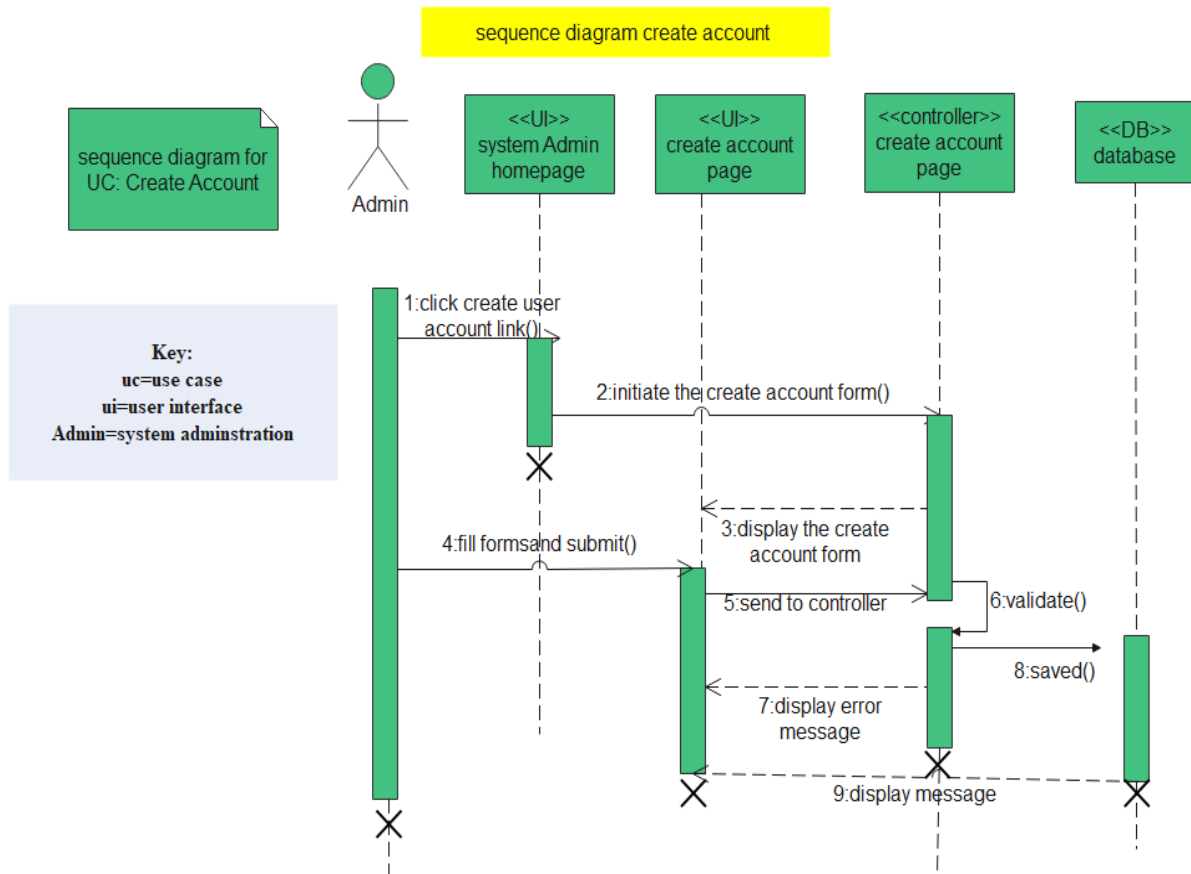 sequence diagram create account
sequence diagram for
UC: Create Account
Admin
<<UI>>
system Admin
homepage
<<UI>>
create account
page
<<controller>>
create account
page
<<DB>>
database
Key:
uc=use case
ui=user interface
Admin=system adminstration
1:click create user
account link()
2:initiate the create account form()
3:display the create
account form
4:fill formsand submit()
5:send to controller
6:validate()
8:saved()
7:display error
message
9:display message